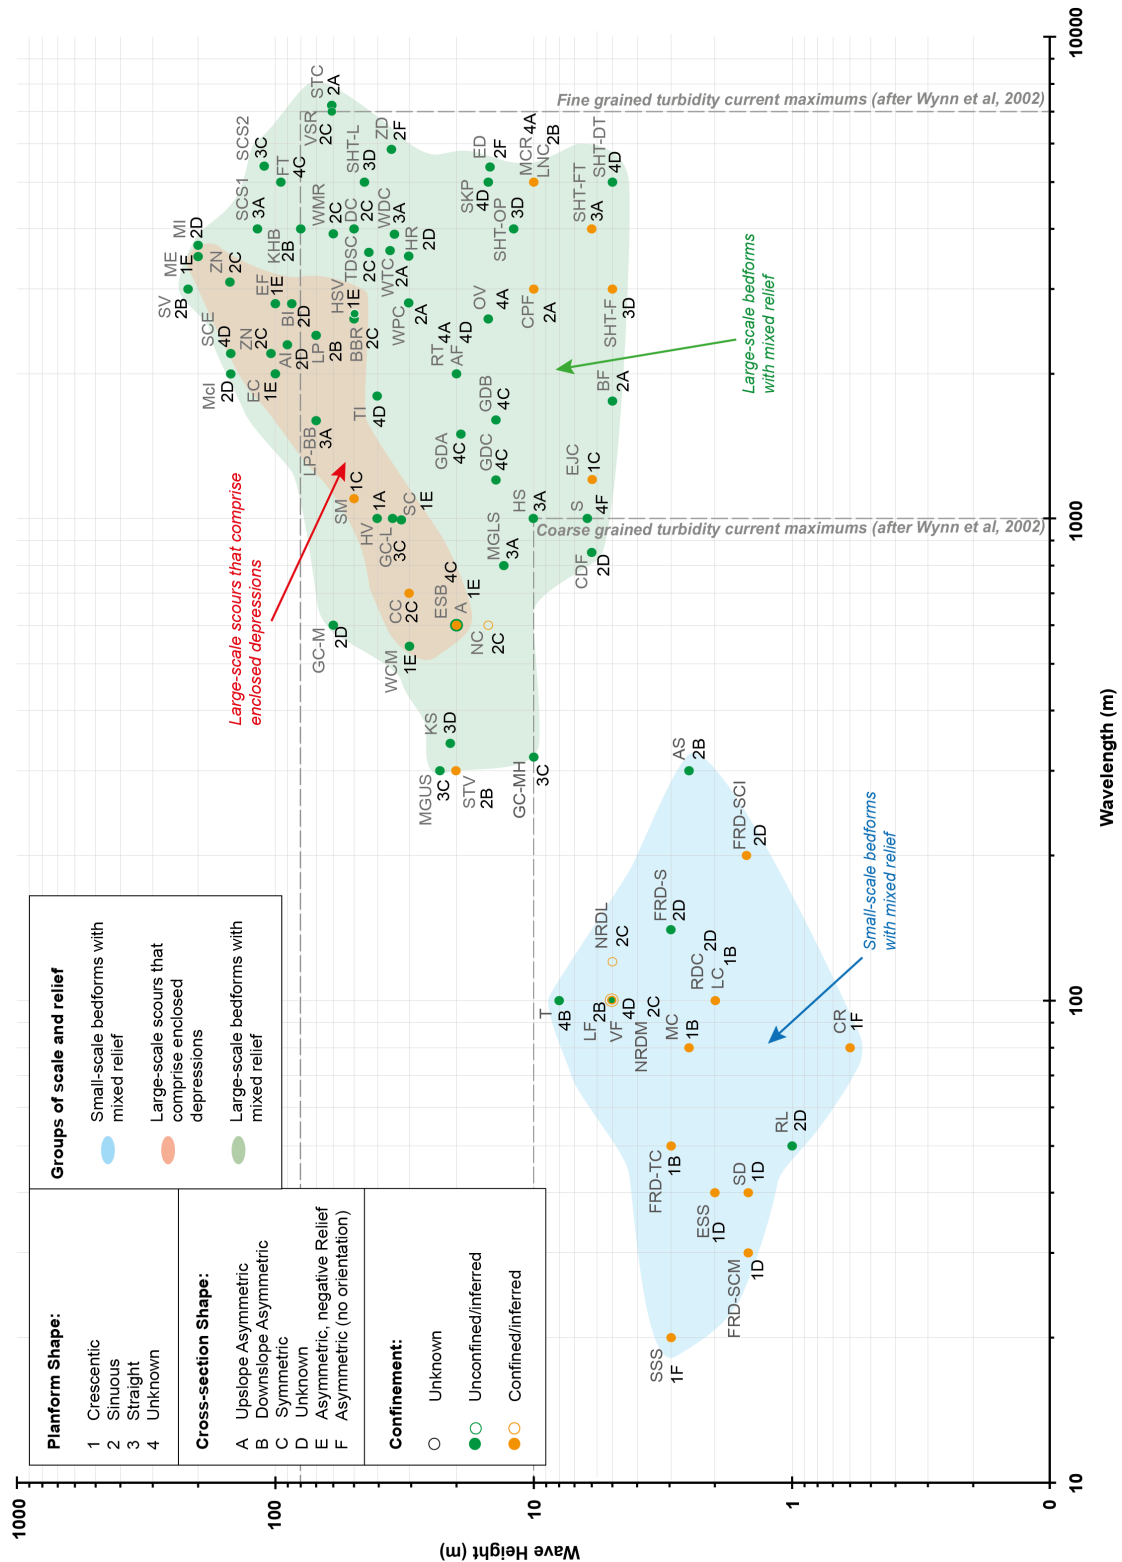 Planform Shape:
1 Crescentic
2 Sinuous
3 Straight
4 Unknown
Cross-section Shape:
A Upslope Asymmetric
B Downslope Asymmetric
C Symmetric
D Unknown
E Asymmetric, negative Relief
F Asymmetric (no orientation)
Confinement:
Unknown
Unconfined/inferred
Confined/inferred
Groups of scale and relief
Small-scale bedforms with
mixed relief
Large-scale scours that
comprise enclosed
depressions
Large-scale bedforms with
mixed relief
Large-scale scours that comprise
enclosed depressions
Large-scale bedforms
with mixed relief
Small-scale bedforms
with mixed relief
Fine grained turbidity current maximums (after Wynn et al, 2002)
Coarse grained turbidity current maximums (after Wynn et al, 2002)
Wave Height (m)
1000
100
10
1
0
Wavelength (m)
10
100
1000
10000
SSS
1F
FRD-SCM
1D
ESS
1D
SD
1D
FRD-TC
1B
RL
2D
CR
1F
MC
1B
NRDM
2C
VF
4D
LF
2B
T
4B
RDC
2D
LC
1B
NRDL
2C
FRD-S
2D
FRD-SCI
2D
AS
2B
GC-MH
3C
STV
2B
MGUS
3C
KS
3D
WCM
1E
GC-M
2D
CC
2C
NC
2C
A
1E
ESB
4C
MGLS
3A
CDF
2D
S
4F
HS
3A
GC-L
3C
SC
1E
HV
1A
SM
1C
EJC
1C
GDC
4C
GDB
4C
GDA
4C
LP-BB
3A
TI
4D
BF
2A
AF
4D
RT
4A
McI
2D
EC
1E
SCE
4D
ZN
2C
AI
2D
LP
2B
BBR
2C
HSV
1E
BI
2D
EF
1E
WPC
2A
OV
4A
CPF
2A
SHT-F
3D
SV
2B
ME
1E
MI
2D
ZN
2C
KHB
2B
SCS1
3A
SCS2
3C
FT
4C
WMR
2C
TDSC
2C
DC
2C
WTC
2A
WDC
3A
HR
2D
SHT-L
3D
VSR
2C
STC
2A
ZD
2F
SKP
4D
ED
2F
SHT-OP
3D
MCR
4A
LNC
2B
SHT-FT
3A
SHT-DT
4D